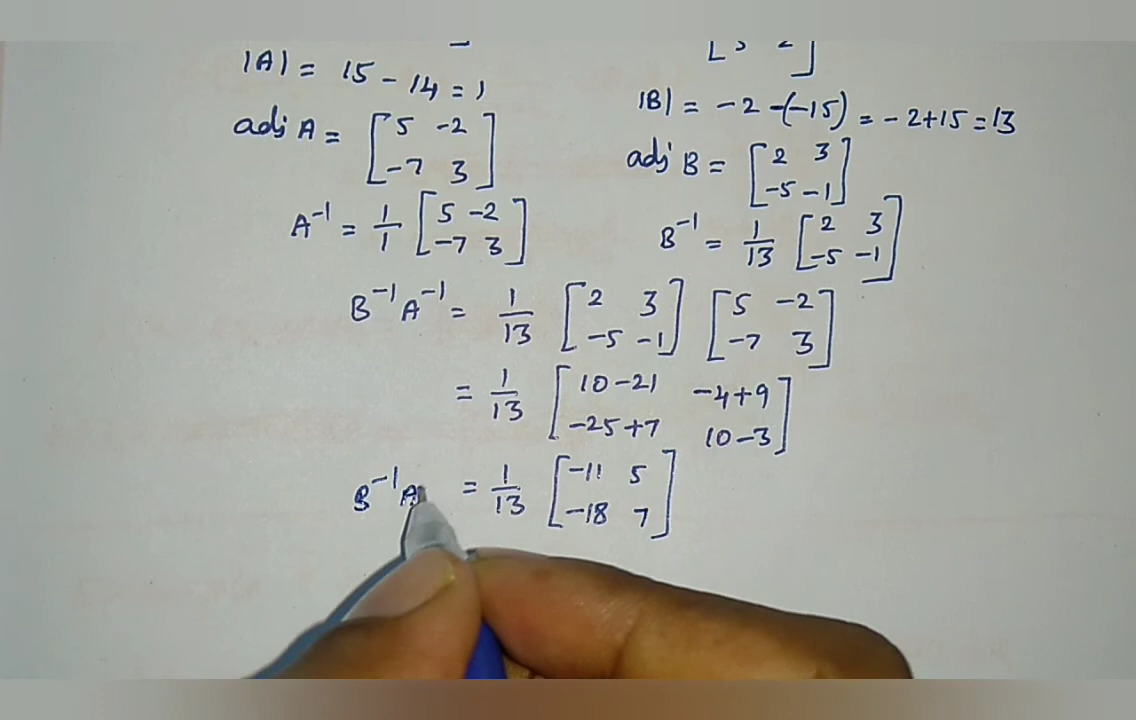 [ 5 2 ]
|A| = 15 - 14 = 1
|B| = -2 -(-15) = -2+15 = 13
adj A = [ 5 -2
-7 3 ]
adj B = [ 2 3
-5 -1 ]
A⁻¹ = 1/1 [ 5 -2
-7 3 ]
B⁻¹ = 1/13 [ 2 3
-5 -1 ]
B⁻¹A⁻¹ = 1/13 [ 2 3
-5 -1 ] [ 5 -2
-7 3 ]
= 1/13 [ 10-21 -4+9
-25+7 10-3 ]
B⁻¹A = 1/13 [ -11 5
-18 7 ]